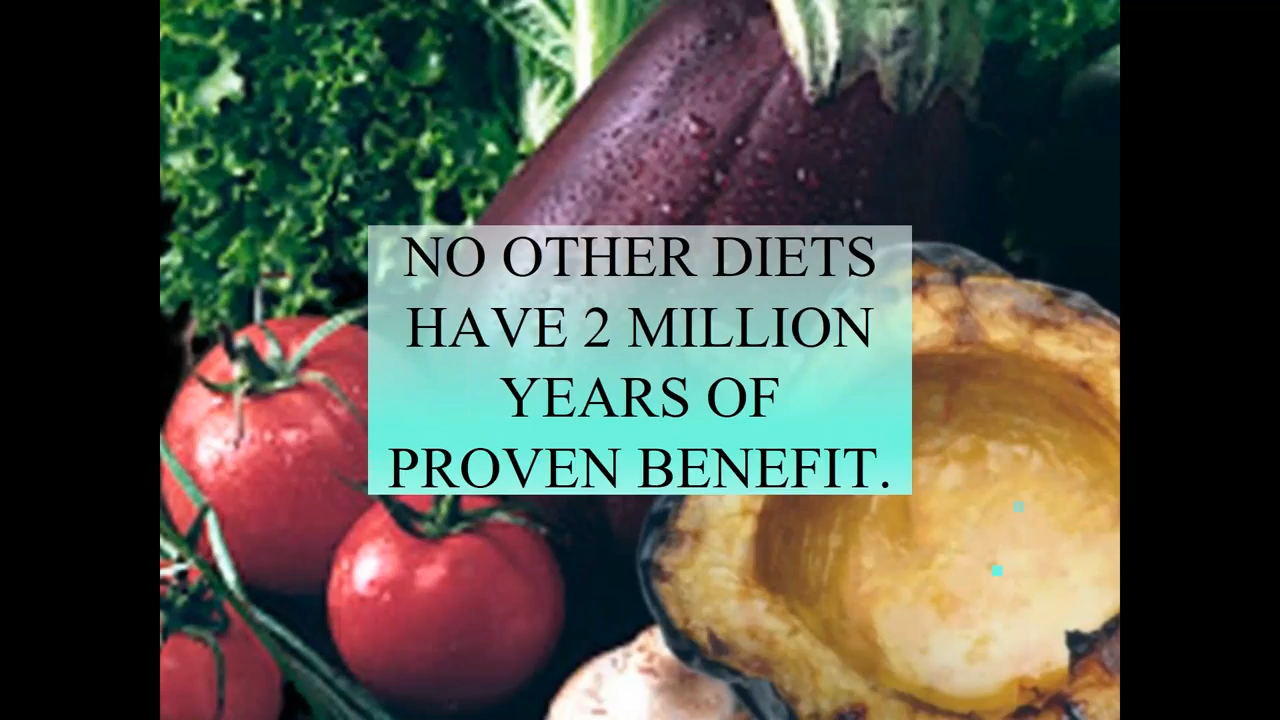 NO OTHER DIETS
HAVE 2 MILLION
YEARS OF
PROVEN BENEFIT.